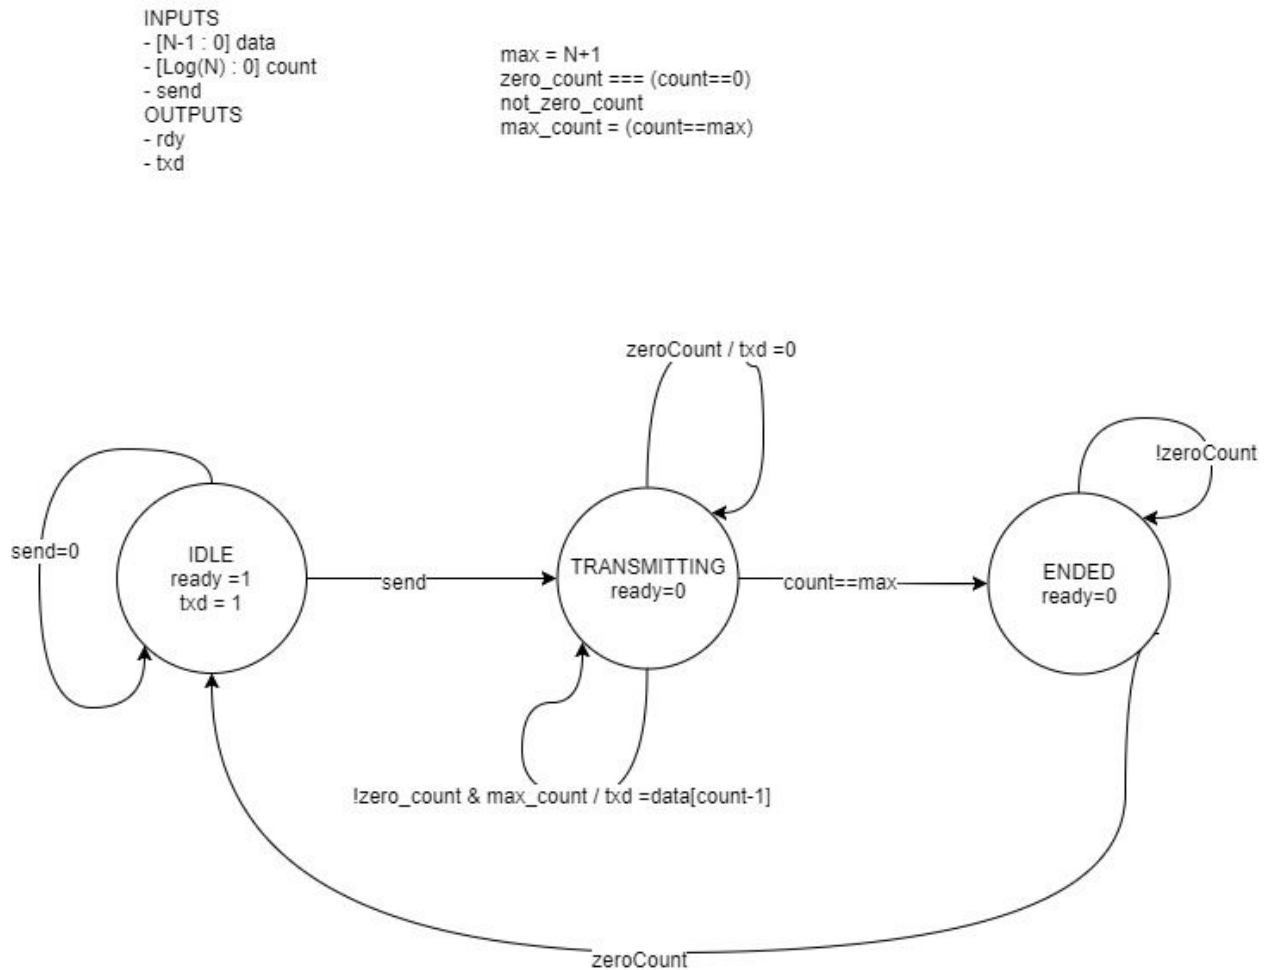 INPUTS
- [N-1 : 0] data
- [Log(N) : 0] count
- send
OUTPUTS
- rdy
- txd
max = N+1
zero_count === (count==0)
not_zero_count
max_count = (count==max)
zeroCount / txd =0
!zeroCount
send=0
IDLE
ready =1
txd = 1
send
TRANSMITTING
ready=0
count==max
ENDED
ready=0
!zero_count & max_count / txd =data[count-1]
zeroCount